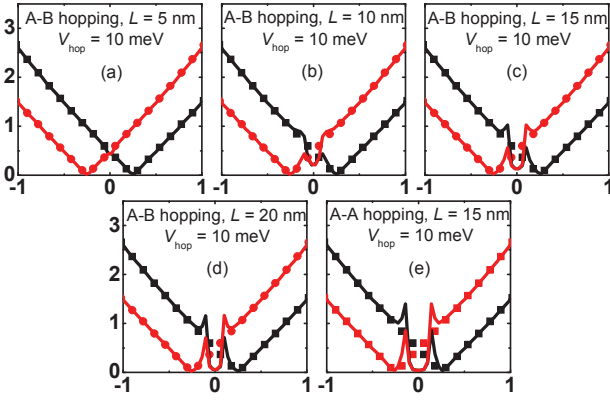 A-B hopping, L = 5 nm
V_hop = 10 meV
(a)
3
2
1
0
-1
0
1
A-B hopping, L = 10 nm
V_hop = 10 meV
(b)
-1
0
1
A-B hopping, L = 15 nm
V_hop = 10 meV
(c)
-1
0
1
A-B hopping, L = 20 nm
V_hop = 10 meV
(d)
3
2
1
0
-1
0
1
A-A hopping, L = 15 nm
V_hop = 10 meV
(e)
-1
0
1